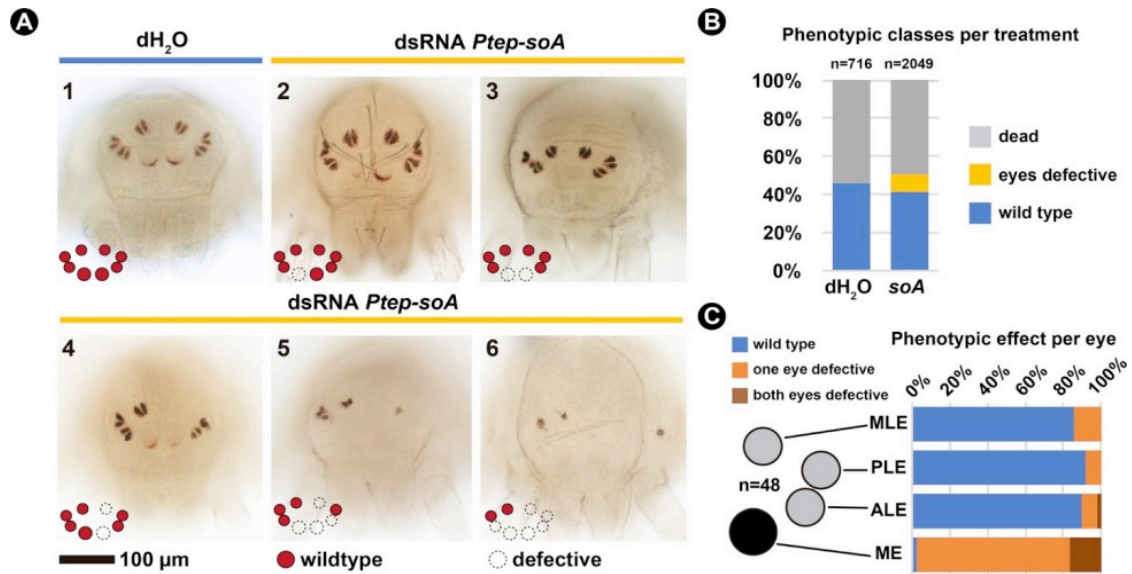 A
dH₂O
dsRNA Ptep-soA
1
2
3
dsRNA Ptep-soA
4
5
6
100 µm
wildtype
defective
B
Phenotypic classes per treatment
n=716 n=2049
100%
80%
60%
40%
20%
0%
dH₂O soA
dead
eyes defective
wild type
C
wild type
one eye defective
both eyes defective
Phenotypic effect per eye
0% 20% 40% 60% 80% 100%
MLE
PLE
n=48
ALE
ME